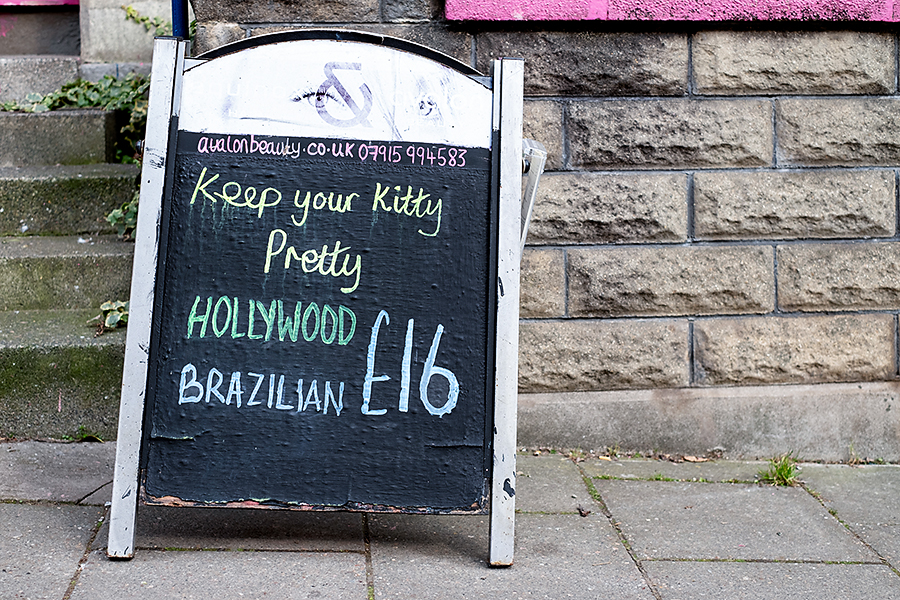 &
avalonbeauty.co.uk 07915 994583
Keep your Kitty
Pretty
HOLLYWOOD
BRAZILIAN £16